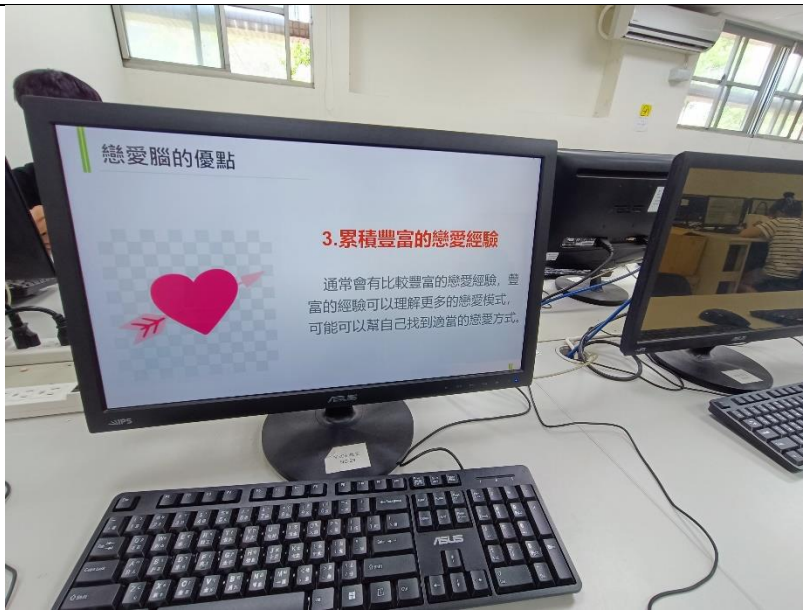 戀愛腦的優點
3.累積豐富的戀愛經驗
通常會有比較豐富的戀愛經驗，豐
富的經驗可以理解更多的戀愛模式，
可能可以幫自己找到適當的戀愛方式。
ASUS
ASUS